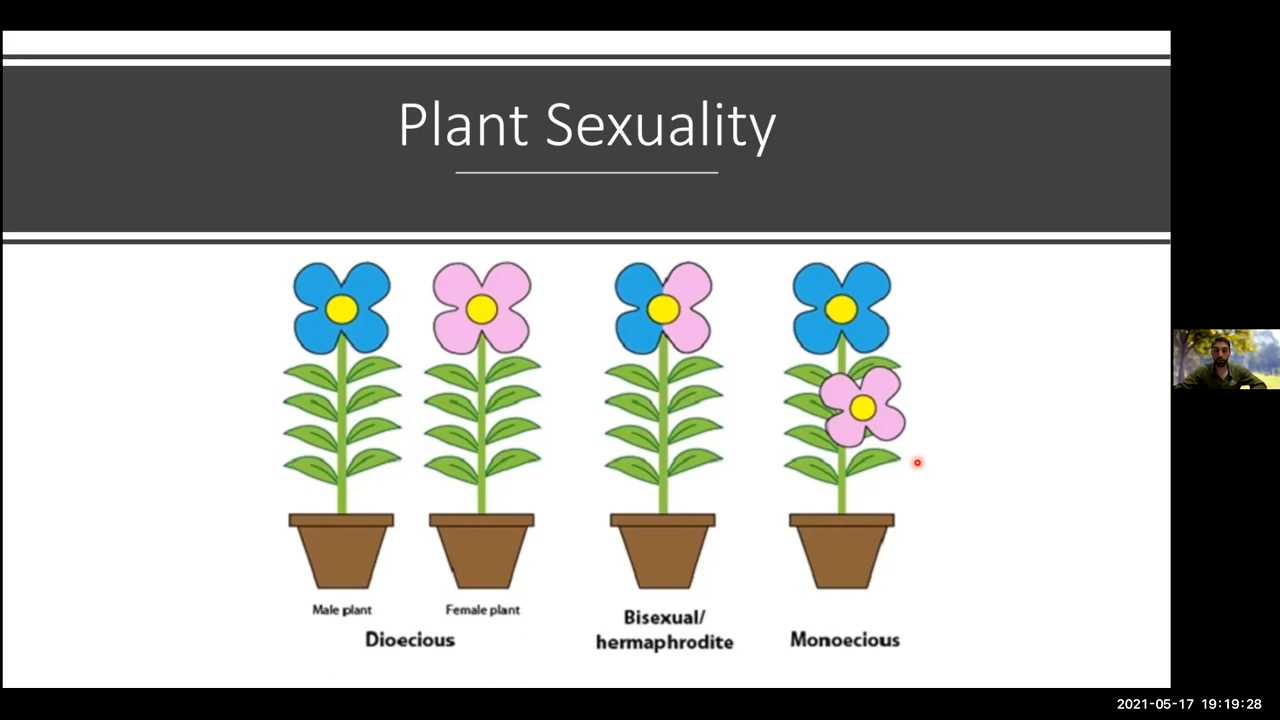 Plant Sexuality
Male plant
Female plant
Dioecious
Bisexual/
hermaphrodite
Monoecious
2021-05-17 19:19:28